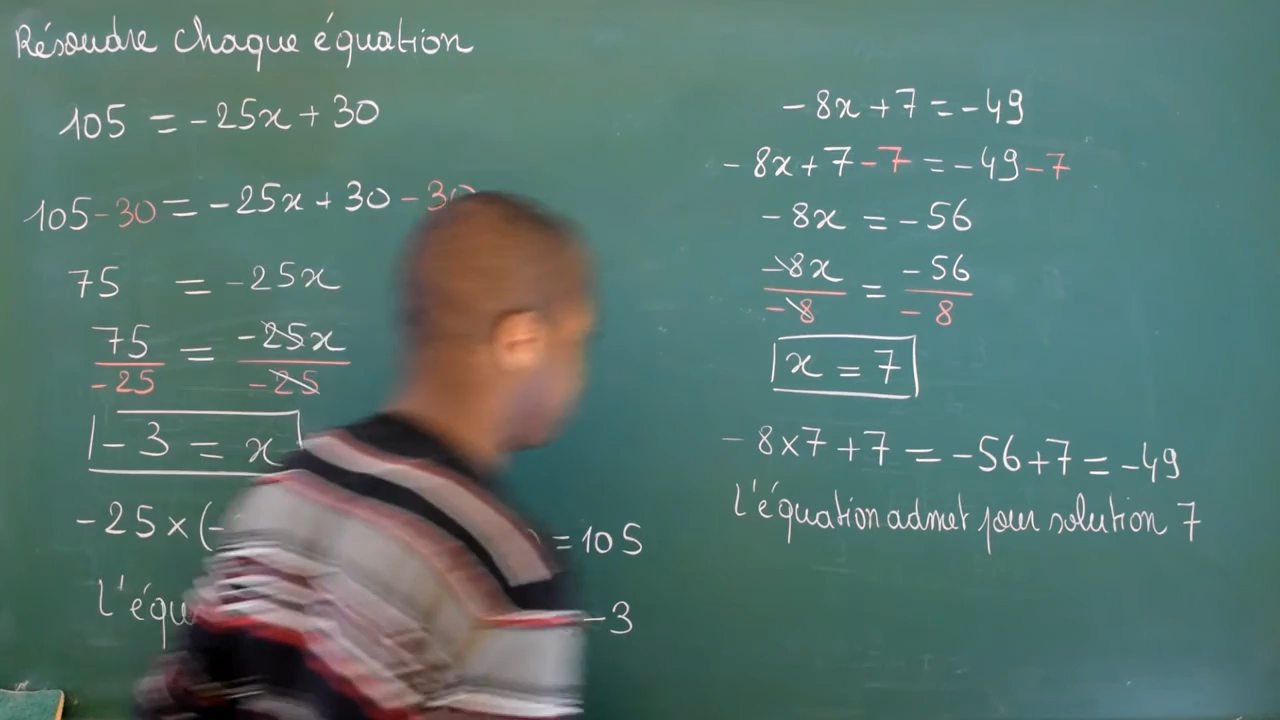 Résoudre chaque équation
105 = -25x + 30
105 - 30 = -25x + 30 - 30
75 = -25x
75/-25 = -25x/-25
-3 = x
-25 × (- = 105
L'équ -3
-8x + 7 = -49
-8x + 7 - 7 = -49 - 7
-8x = -56
-8x/-8 = -56/-8
x = 7
-8×7 + 7 = -56 + 7 = -49
L'équation admet pour solution 7